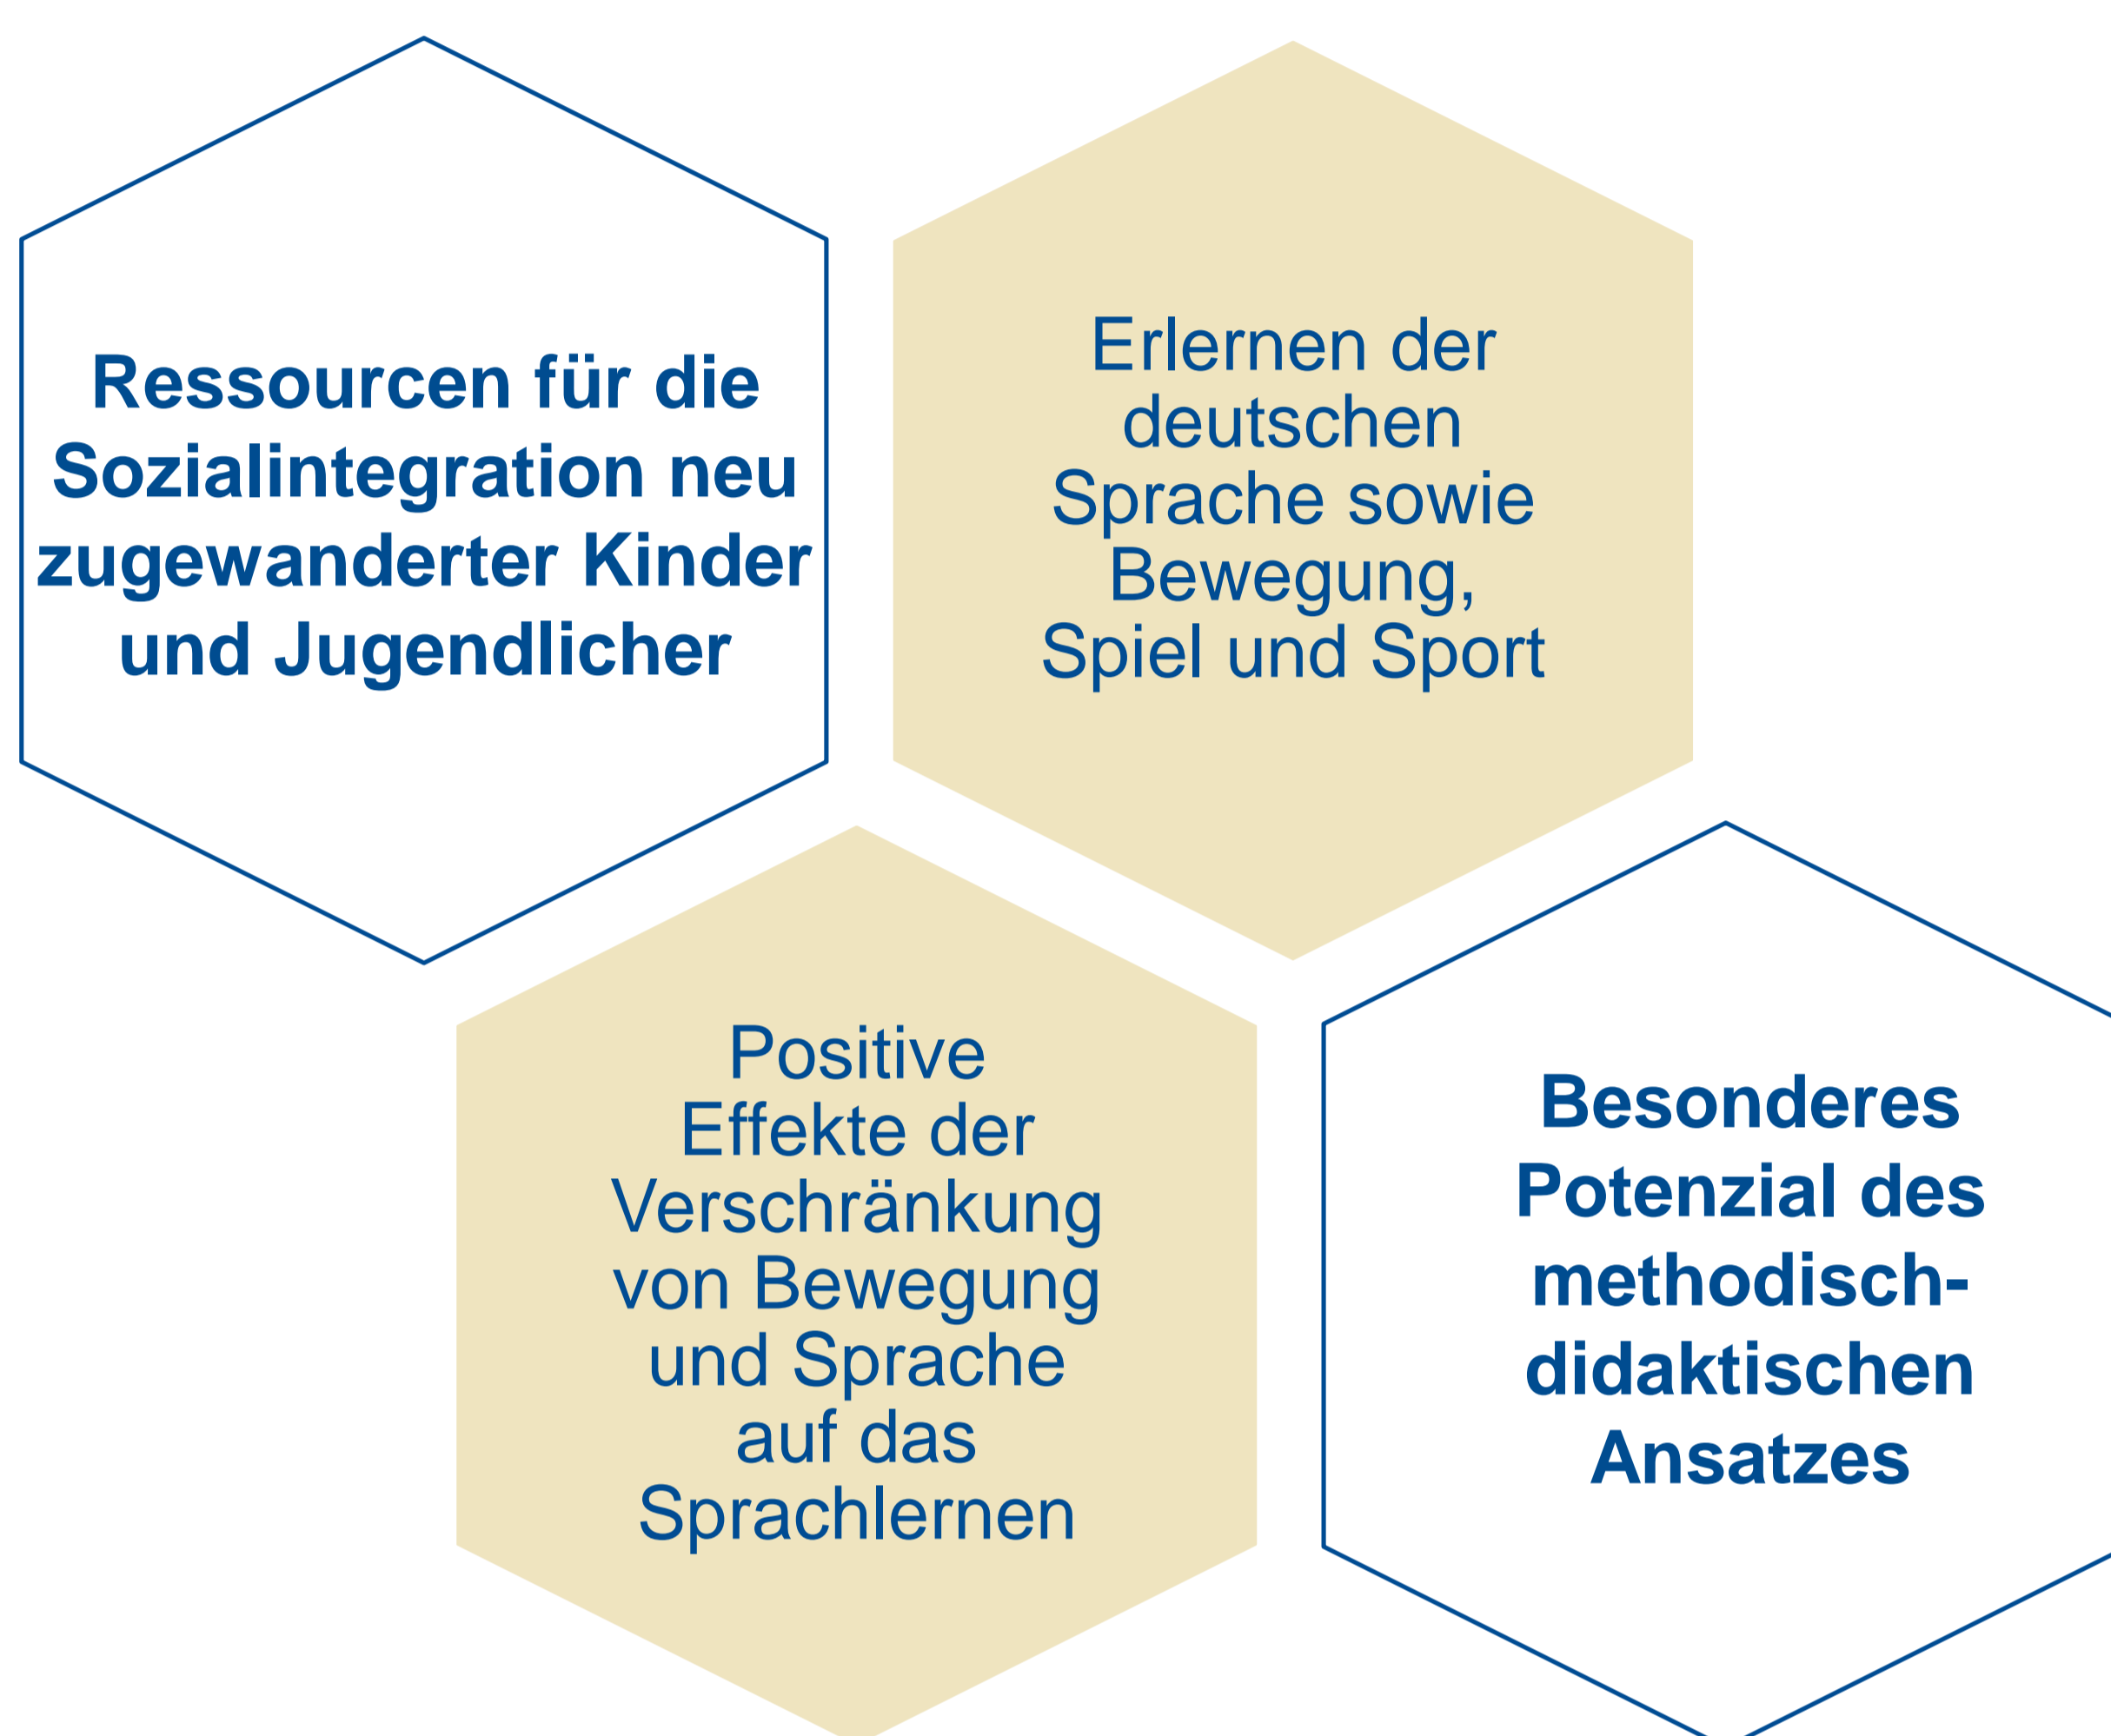 Ressourcen für die
Sozialintegration neu
zugewanderter Kinder
und Jugendlicher
Erlernen der
deutschen
Sprache sowie
Bewegung,
Spiel und Sport
Positive
Effekte der
Verschränkung
von Bewegung
und Sprache
auf das
Sprachlernen
Besonderes
Potenzial des
methodisch-
didaktischen
Ansatzes